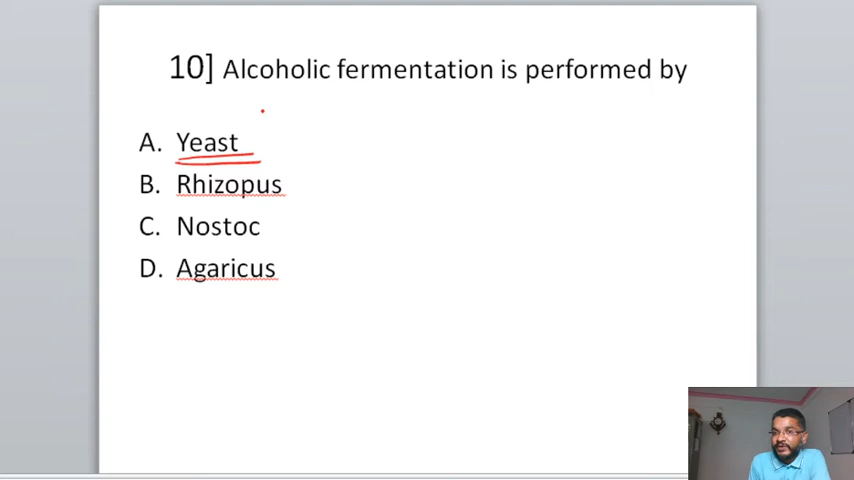 10] Alcoholic fermentation is performed by
A. Yeast
B. Rhizopus
C. Nostoc
D. Agaricus